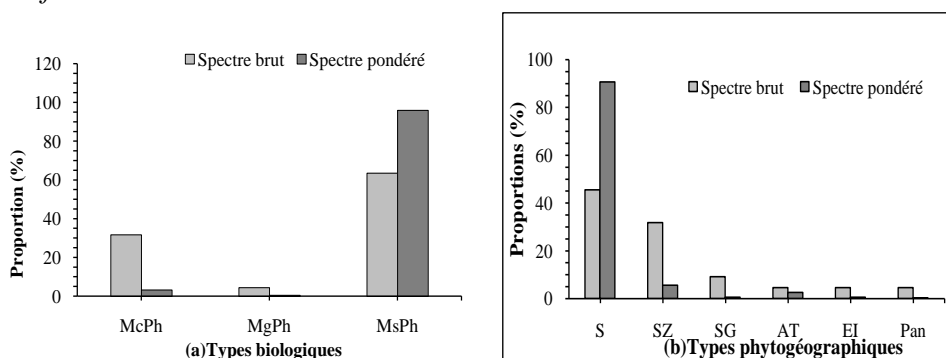 Spectre brut Spectre pondéré
Proportion (%)
120
100
80
60
40
20
0
McPh MgPh MsPh
(a)Types biologiques
Spectre brut Spectre pondéré
Proportions (%)
100
80
60
40
20
0
S SZ SG AT EI Pan
(b)Types phytogéographiques